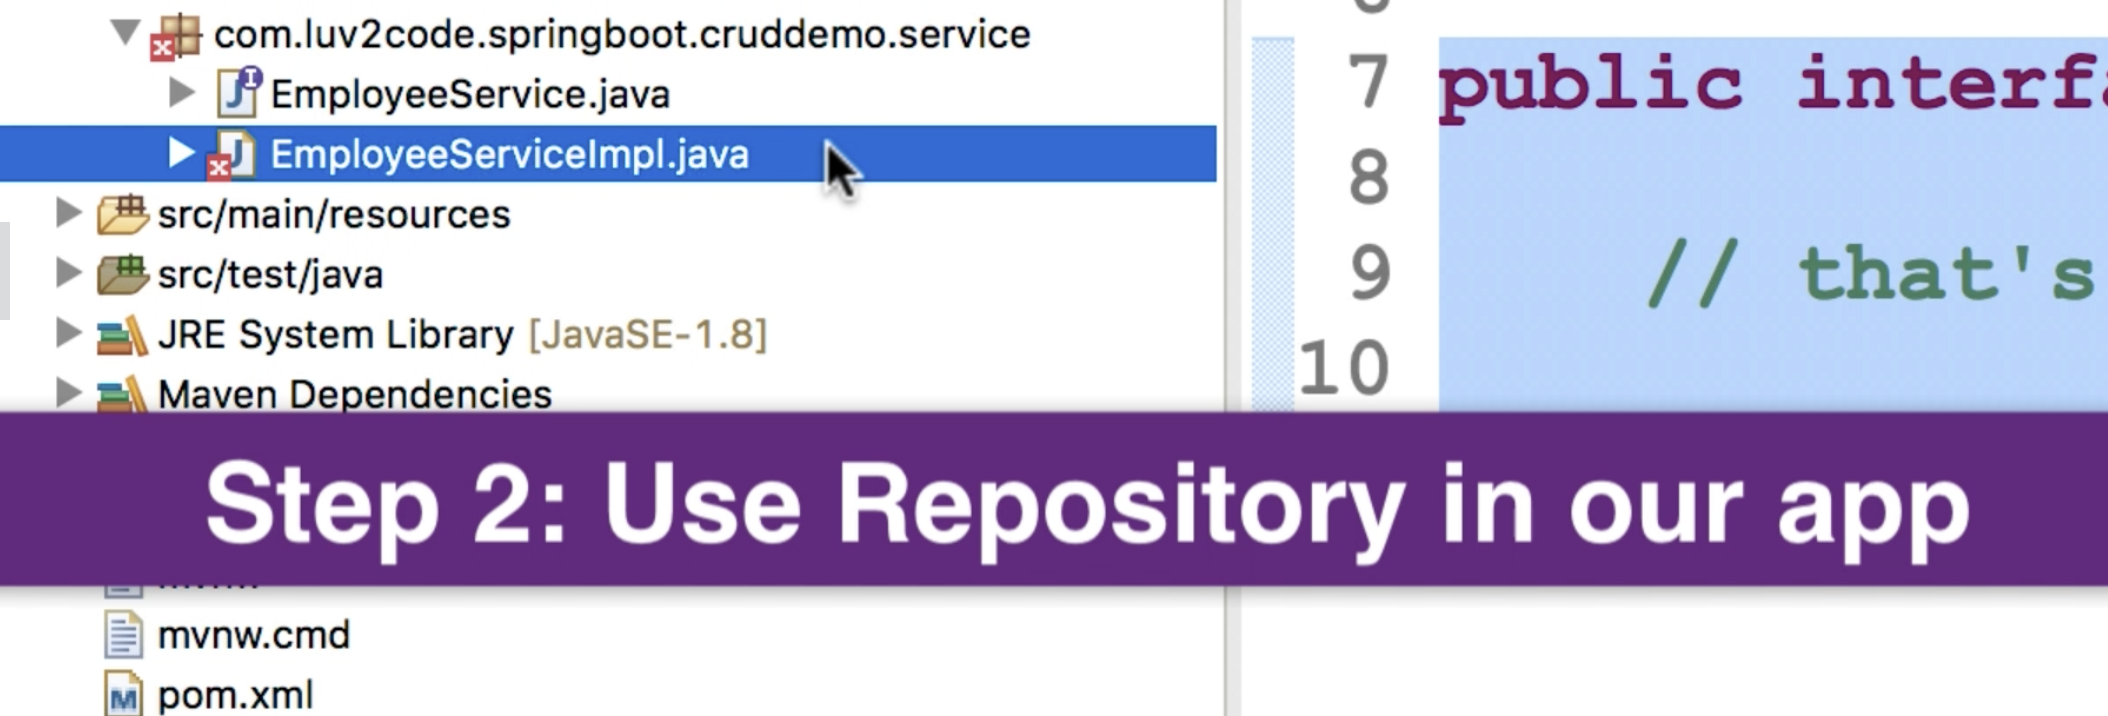 com.luv2code.springboot.cruddemo.service
EmployeeService.java
EmployeeServiceImpl.java
src/main/resources
src/test/java
JRE System Library [JavaSE-1.8]
Maven Dependencies
7 public interfa
8
9 // that's
10
Step 2: Use Repository in our app
mvnw.cmd
pom.xml